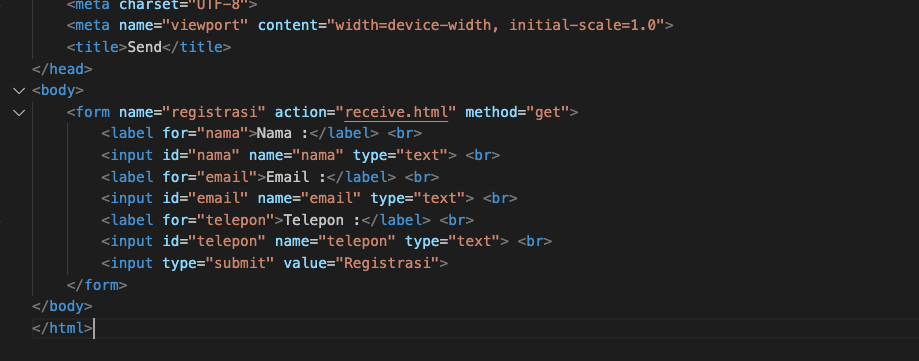 <meta charset="UTF-8">
<meta name="viewport" content="width=device-width, initial-scale=1.0">
<title>Send</title>
</head>
<body>
<form name="registrasi" action="receive.html" method="get">
<label for="nama">Nama :</label> <br>
<input id="nama" name="nama" type="text"> <br>
<label for="email">Email :</label> <br>
<input id="email" name="email" type="text"> <br>
<label for="telepon">Telepon :</label> <br>
<input id="telepon" name="telepon" type="text"> <br>
<input type="submit" value="Registrasi">
</form>
</body>
</html>